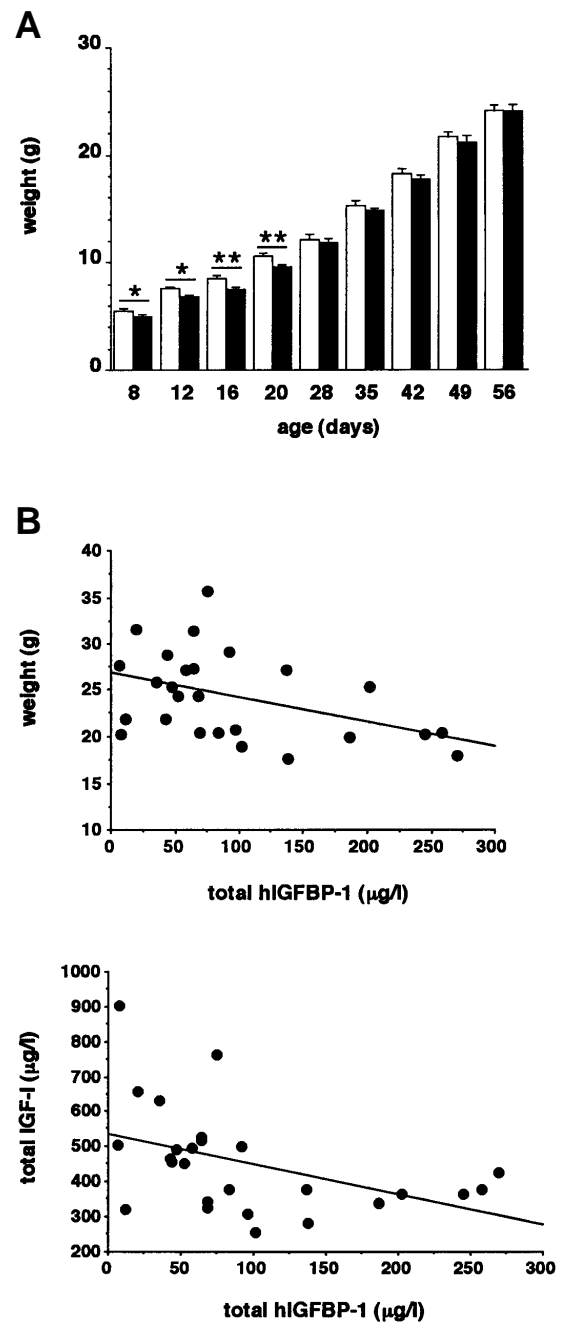 A
30
20
10
0
weight (g)
*
*
**
**
8 12 16 20 28 35 42 49 56
age (days)
B
40
35
30
25
20
15
10
weight (g)
0 50 100 150 200 250 300
total hIGFBP-1 (μg/l)
1000
900
800
700
600
500
400
300
200
total IGF-I (μg/l)
0 50 100 150 200 250 300
total hIGFBP-1 (μg/l)